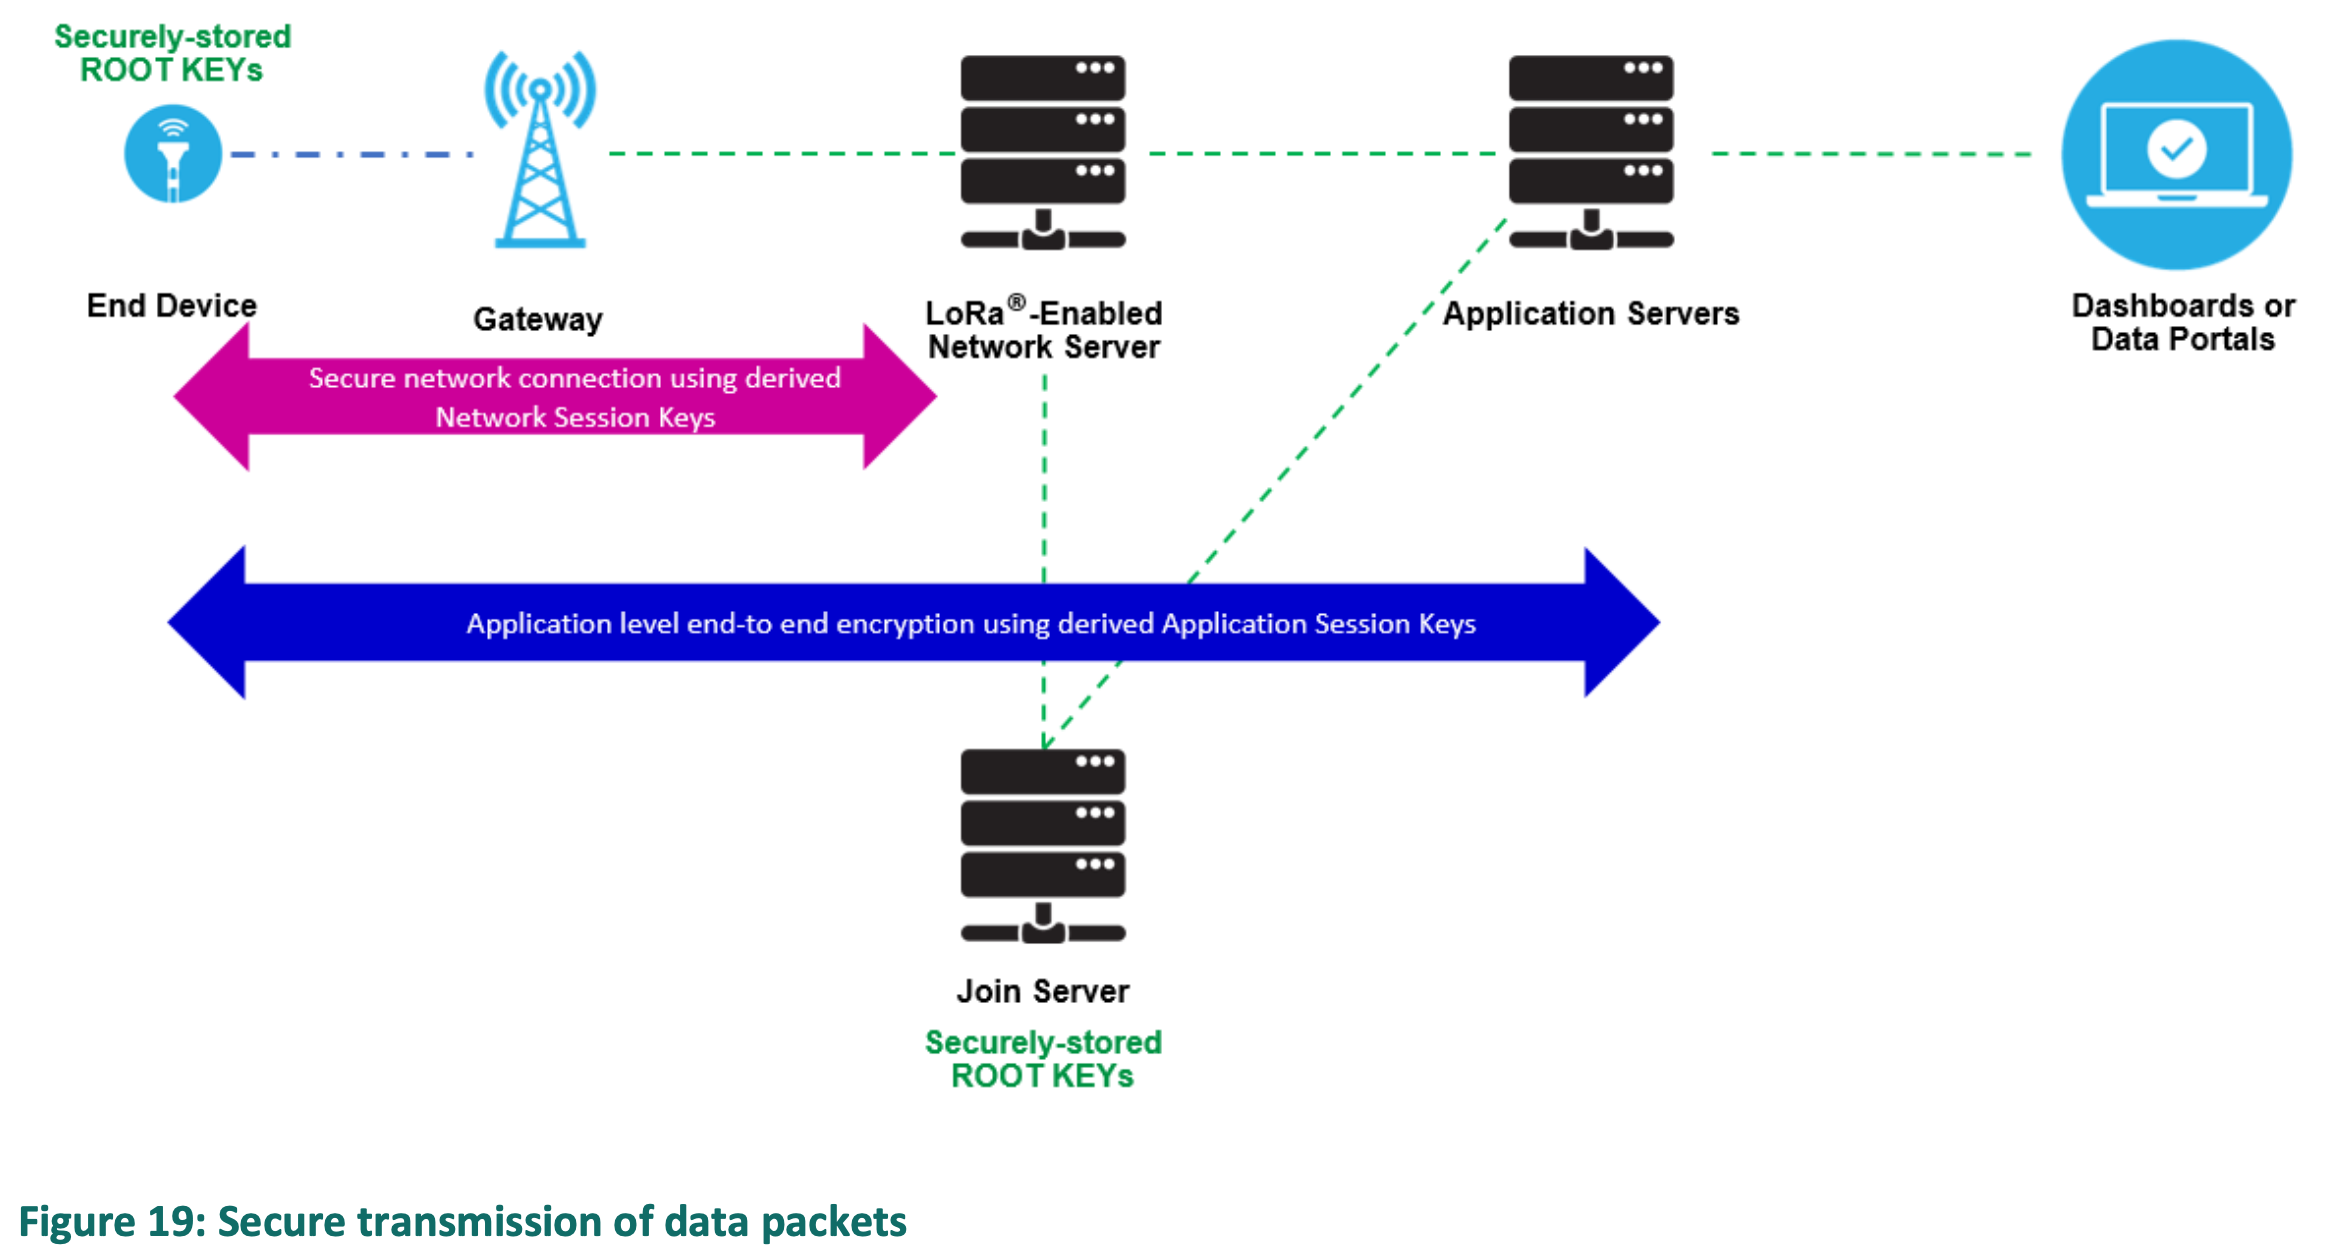 Securely-stored
ROOT KEYs
End Device
Gateway
LoRa®-Enabled
Network Server
Application Servers
Dashboards or
Data Portals
Secure network connection using derived
Network Session Keys
Application level end-to end encryption using derived Application Session Keys
Join Server
Securely-stored
ROOT KEYs
Figure 19: Secure transmission of data packets